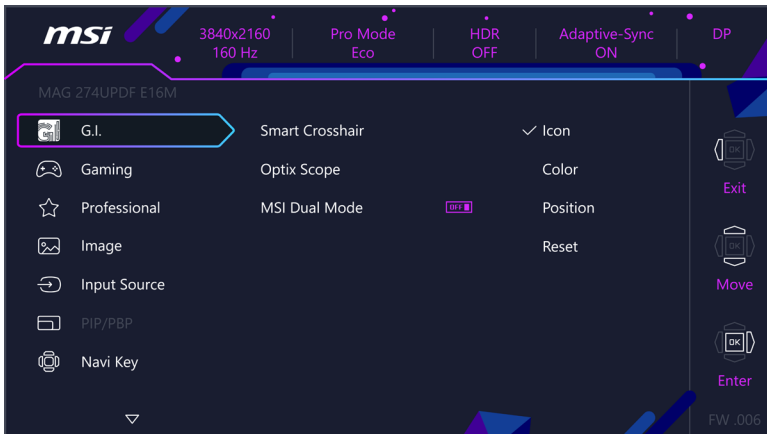 msi
3840x2160 Pro Mode HDR Adaptive-Sync DP
160 Hz Eco OFF ON
MAG 274UPDF E16M
G.I. Smart Crosshair Icon
Gaming Optix Scope Color
Professional MSI Dual Mode OFF Position
Image Reset
Input Source
PIP/PBP
Navi Key
OK
Exit
OK
Move
OK
Enter
FW .006